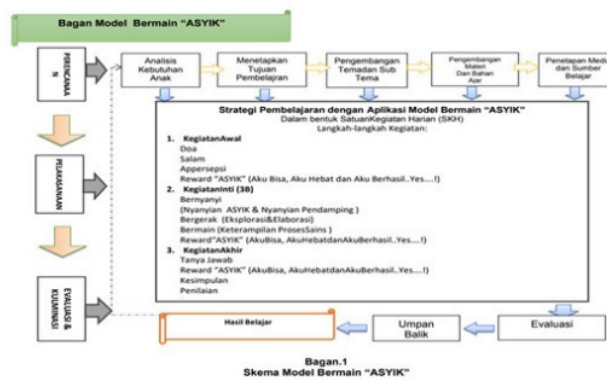 Bagan Model Bermain "ASYIK"
PERENCANAA
N
Analisis
Kebutuhan
Anak
Menetapkan
Tujuan
Pembelajaran
Pengembangan
Temadan Sub
Tema
Pengembangan
Materi
Dan Bahan
Ajar
Penetapan Media
dan Sumber
Belajar
PELAKASANAAN
Strategi Pembelajaran dengan Aplikasi Model Bermain "ASYIK"
Dalam bentuk SatuanKegiatan Harian (SKH)
Langkah-langkah Kegiatan:
1. KegiatanAwal
Doa
Salam
Appersepsi
Reward "ASYIK" (Aku Bisa, Aku Hebat dan Aku Berhasil..Yes....!)
2. KegiatanInti (3B)
Bernyanyi
(Nyanyian ASYIK & Nyanyian Pendamping )
Bergerak (Eksplorasi&Elaborasi)
Bermain (Keterampilan ProsesSains )
Reward"ASYIK" (AkuBisa, AkuHebatdanAkuBerhasil..Yes....!)
3. KegiatanAkhir
Tanya Jawab
Reward "ASYIK" (AkuBisa, AkuHebatdanAkuBerhasil..Yes....!)
Kesimpulan
Penilaian
EVALUASI &
KULMINASI
Hasil Belajar
Umpan
Balik
Evaluasi
Bagan.1
Skema Model Bermain "ASYIK"